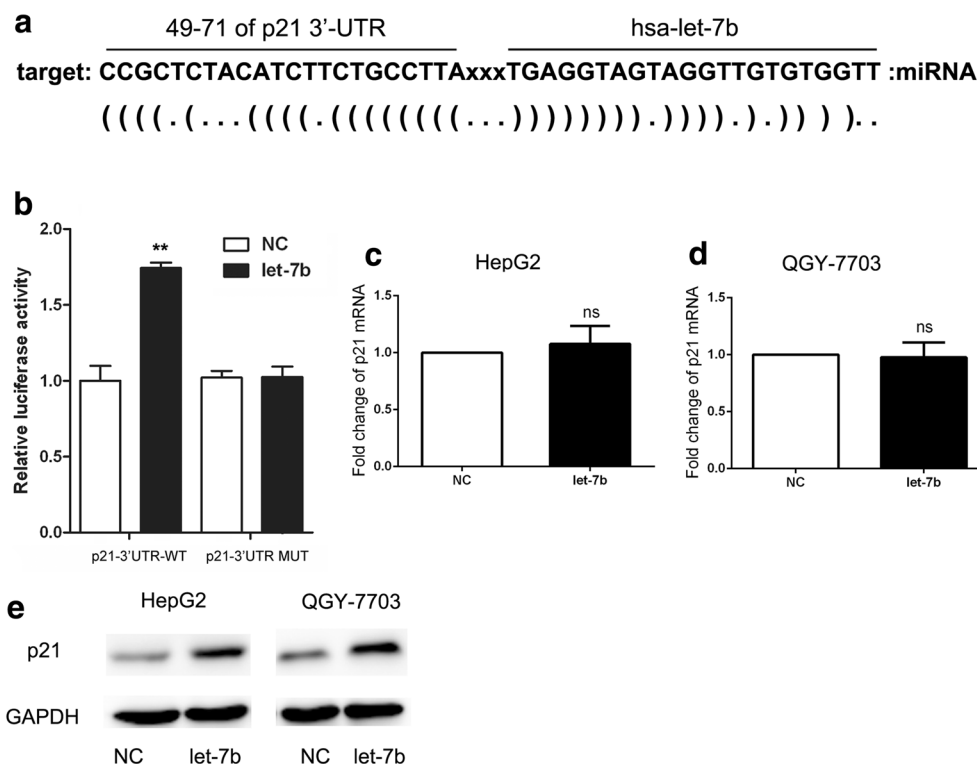 a
49-71 of p21 3'-UTR
hsa-let-7b
target: CCGCTCTACATCTTCTGCCTTAxxxTGAGGTAGTAGGTTGTGTGGTT :miRNA
((((.(...((((.((((((((...)))))))).)))).).)))))..
b
Relative luciferase activity
2.0
1.5
1.0
0.5
0.0
**
NC
let-7b
p21-3'UTR-WT
p21-3'UTR MUT
c
HepG2
Fold change of p21 mRNA
1.5
1.0
0.5
0.0
ns
NC
let-7b
d
QGY-7703
Fold change of p21 mRNA
1.5
1.0
0.5
0.0
ns
NC
let-7b
e
HepG2
QGY-7703
p21
GAPDH
NC let-7b
NC let-7b